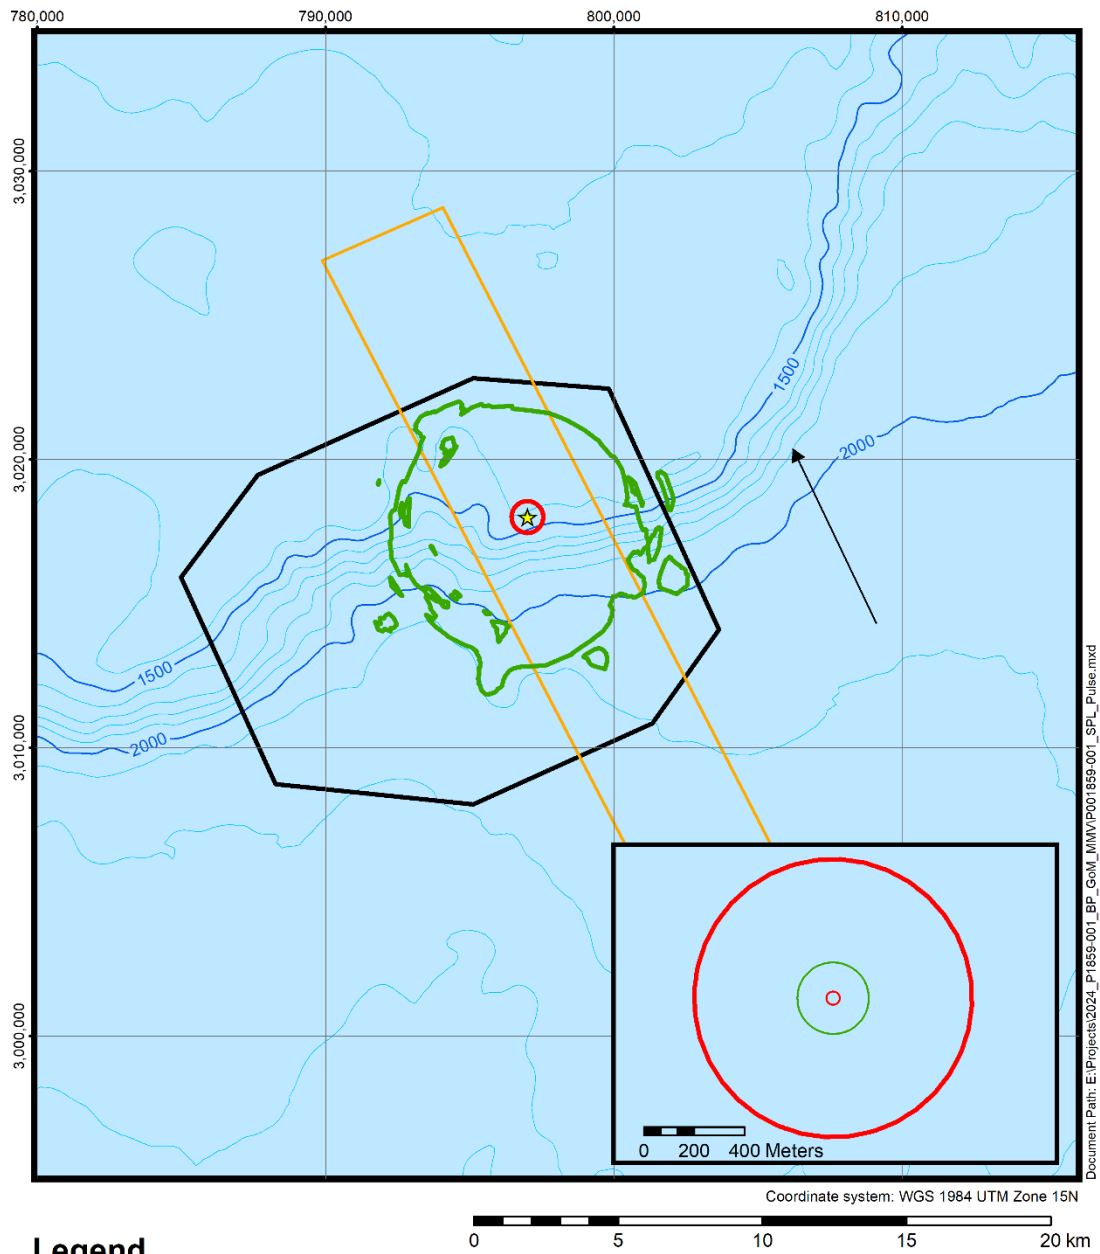 780,000 790,000 800,000 810,000
3,030,000
3,020,000
3,010,000
3,000,000
1500
2000
1500
2000
0 200 400 Meters
Document Path: E:\Projects\2024_P1859-001_BP_GoM_MMV\P001859-001_SPL_Pulse.mxd
Coordinate system: WGS 1984 UTM Zone 15N
0 5 10 15 20 km
Legend